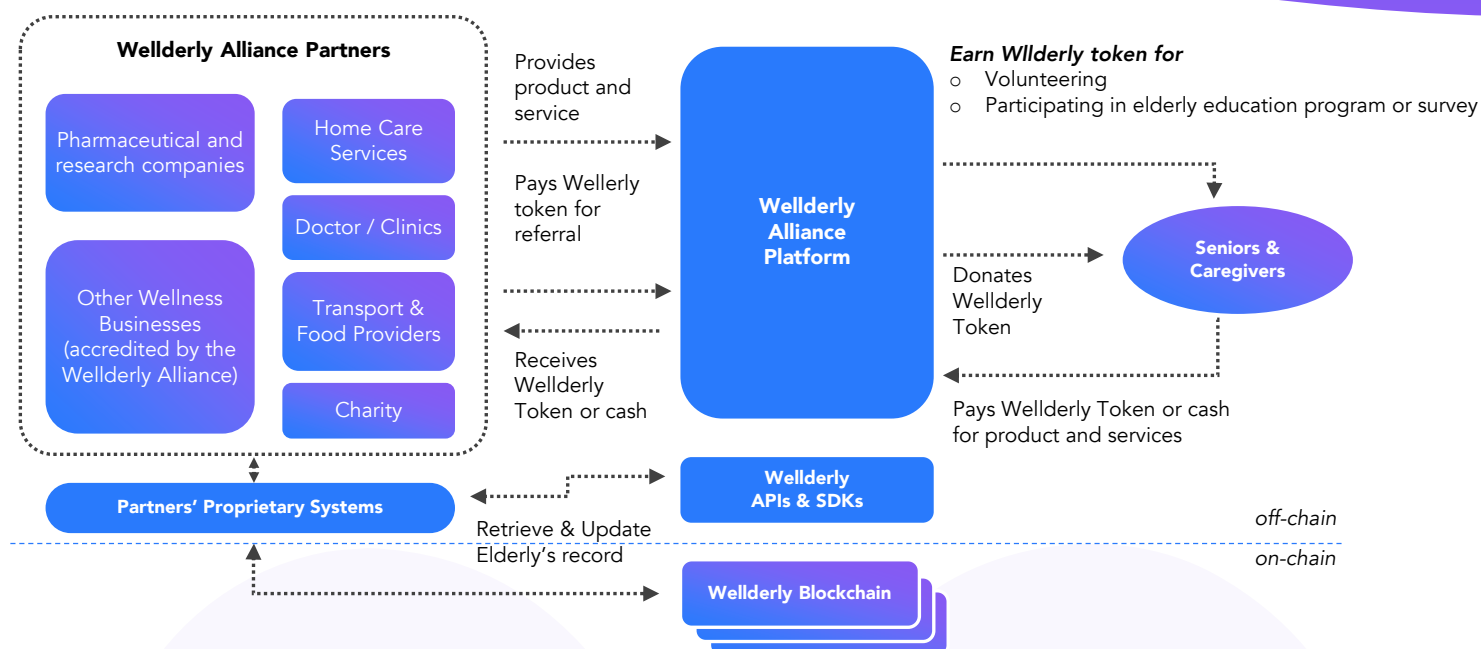 Wellderly Alliance Partners
Pharmaceutical and
research companies
Home Care
Services
Doctor / Clinics
Other Wellness
Businesses
(accredited by the
Wellderly Alliance)
Transport &
Food Providers
Charity
Partners' Proprietary Systems
Provides
product and
service
Pays Wellerly
token for
referral
Receives
Wellderly
Token or cash
Retrieve & Update
Elderly's record
Wellderly
Alliance
Platform
Wellderly
APIs & SDKs
Wellderly Blockchain
Earn Wllderly token for
o Volunteering
o Participating in elderly education program or survey
Seniors &
Caregivers
Donates
Wellderly
Token
Pays Wellderly Token or cash
for product and services
off-chain
on-chain